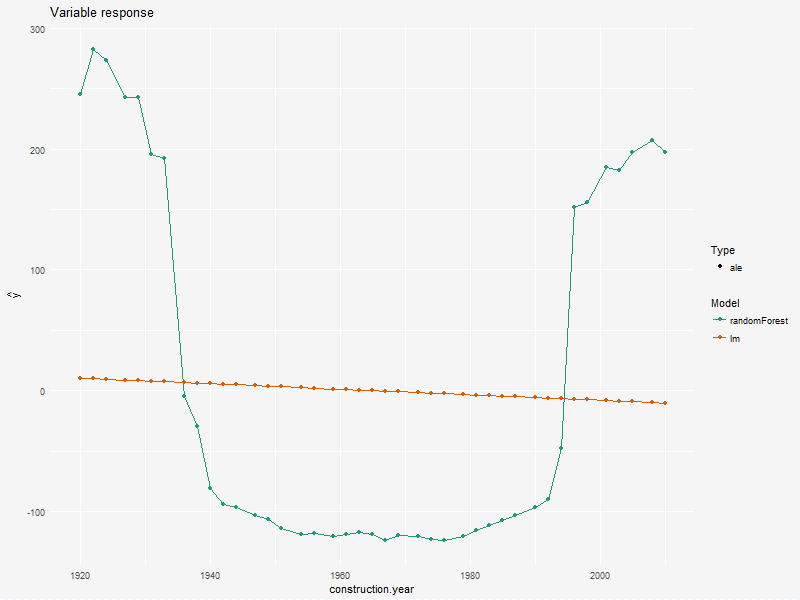 Variable response
300
200
100
0
-100
ŷ
1920
1940
1960
1980
2000
construction.year
Type
ale
Model
randomForest
lm